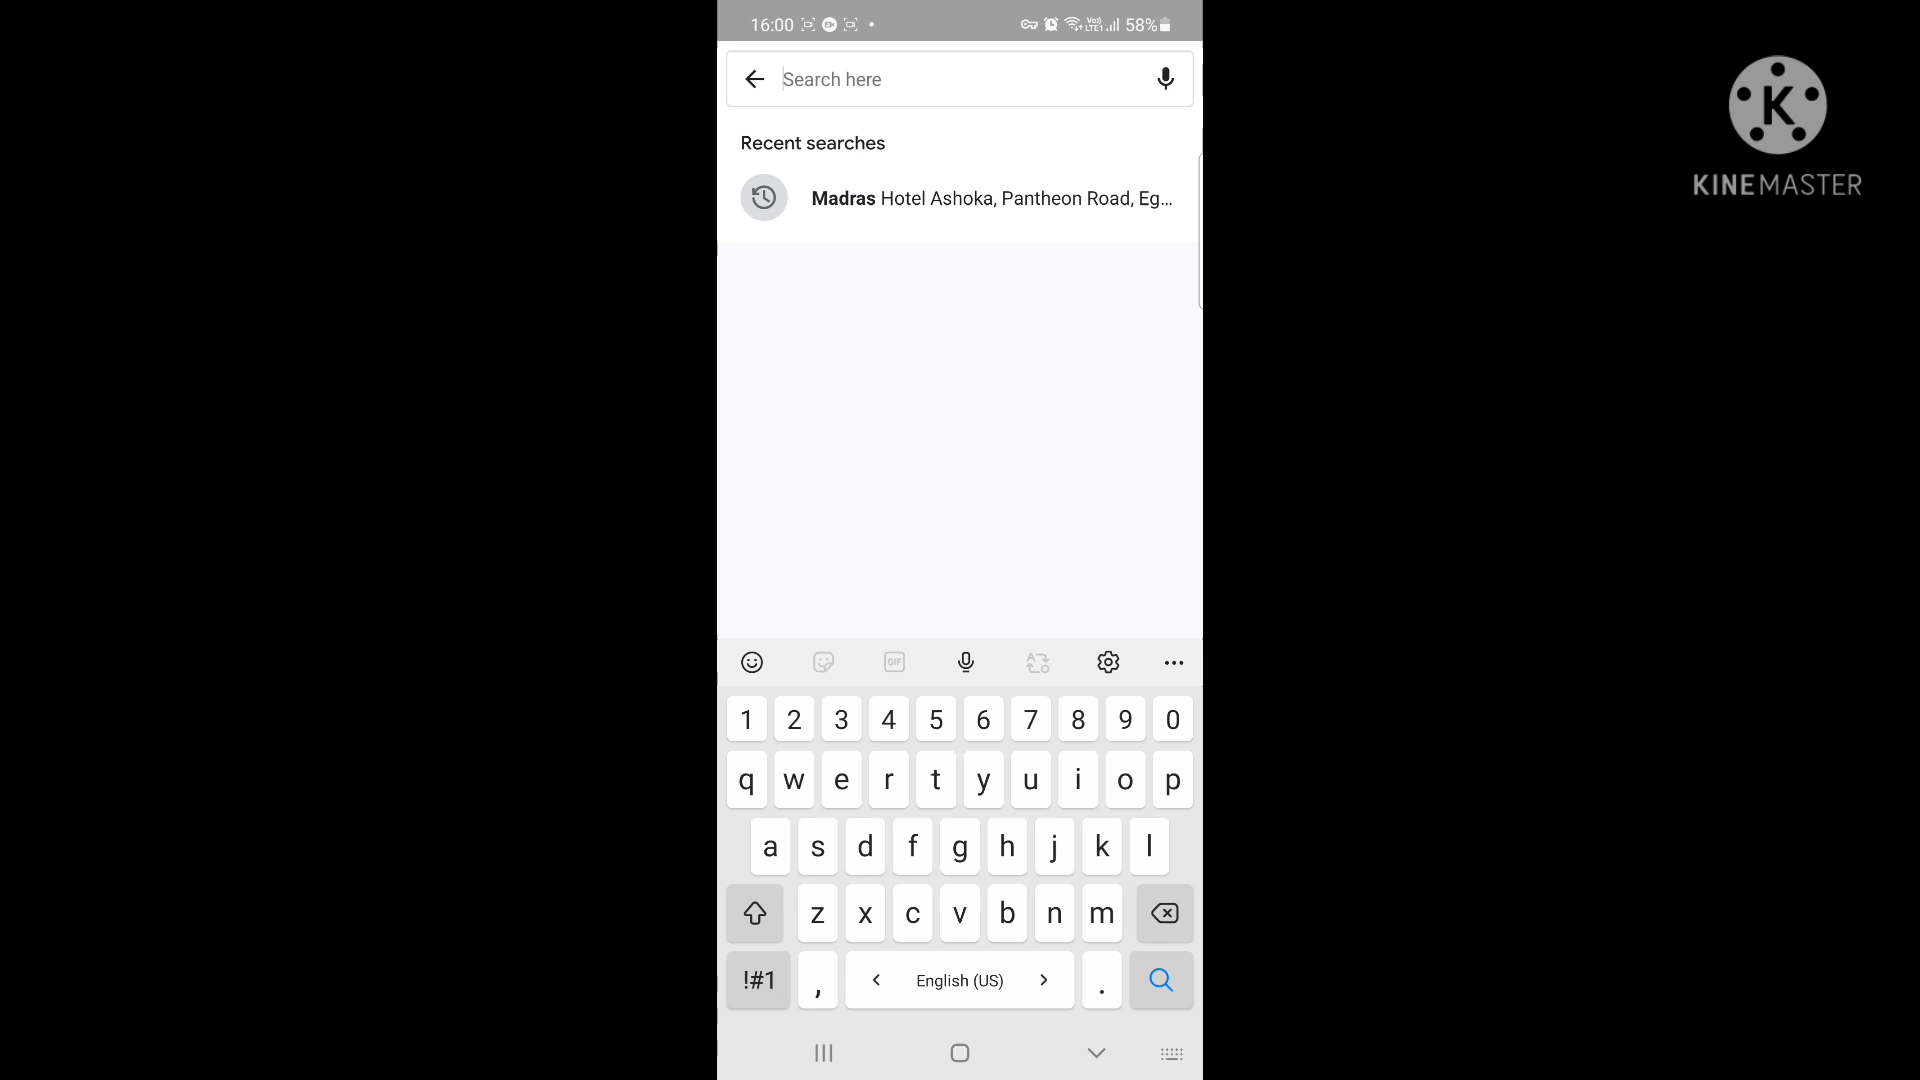 16:00 58%
Search here
Recent searches
Madras Hotel Ashoka, Pantheon Road, Eg...
K
KINEMASTER
GIF
1 2 3 4 5 6 7 8 9 0
q w e r t y u i o p
a s d f g h j k l
z x c v b n m
!#1 , < English (US) > .